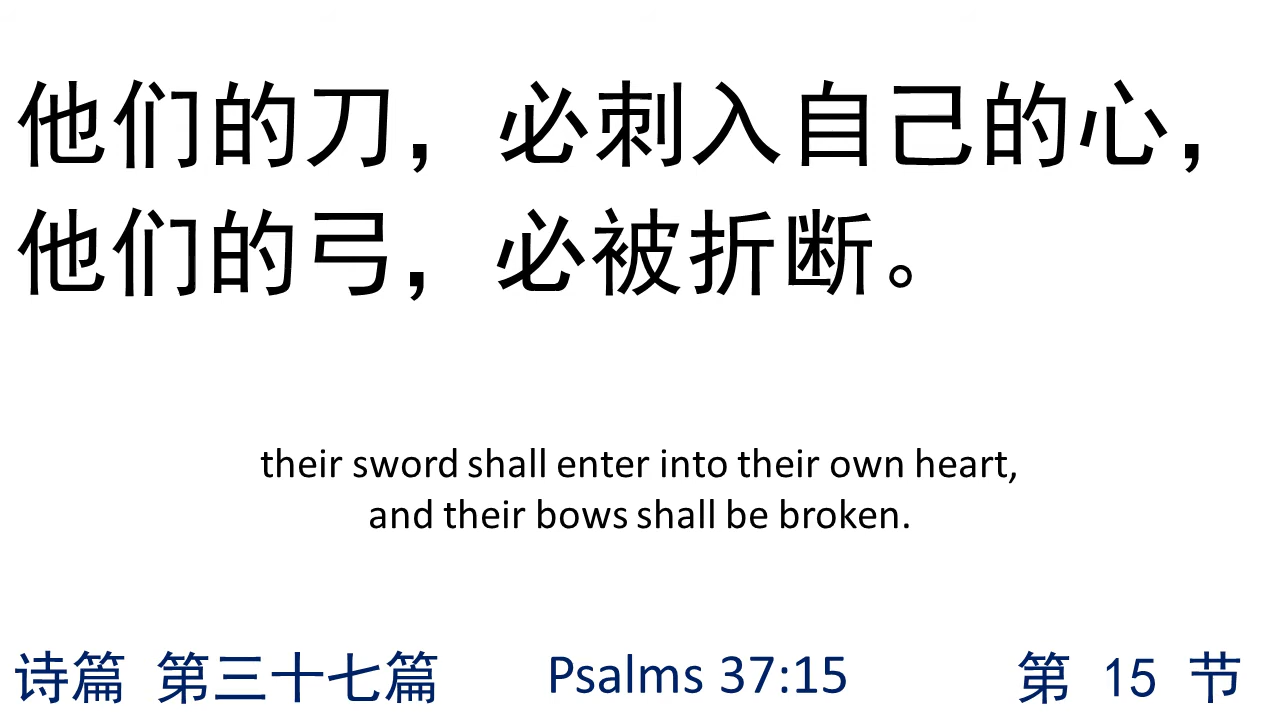 他们的刀，必刺入自己的心，
他们的弓，必被折断。
their sword shall enter into their own heart,
and their bows shall be broken.
诗篇 第三十七篇 Psalms 37:15 第 15 节